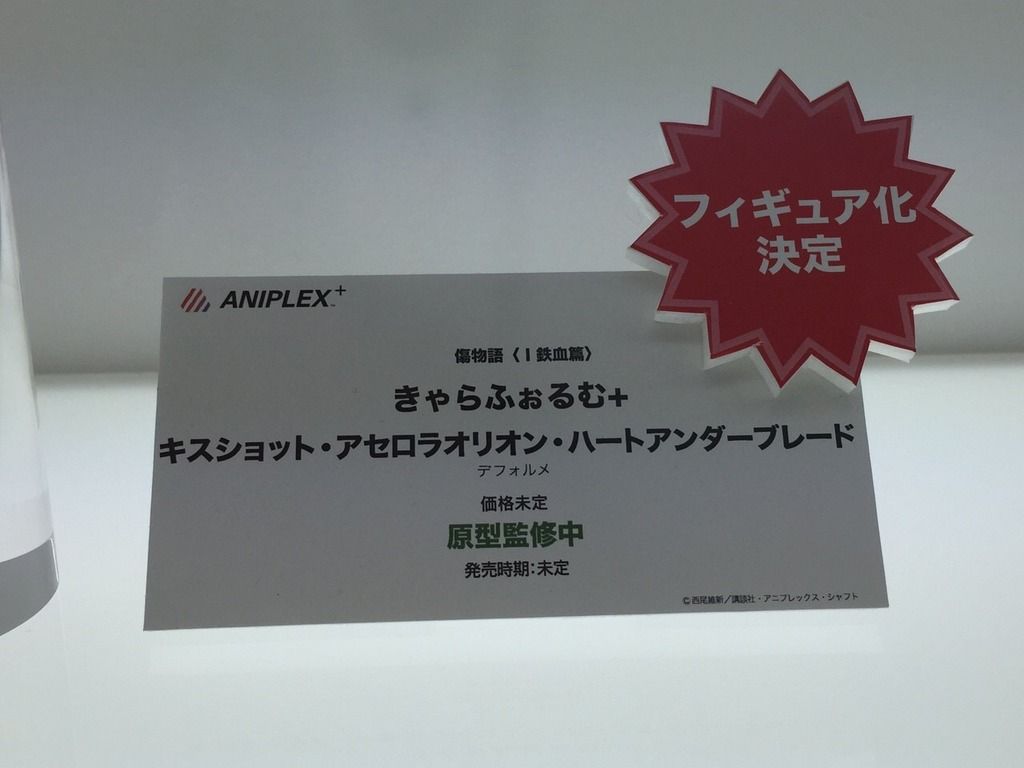 フィギュア化
決定
ANIPLEX+™
傷物語〈Ⅰ鉄血篇〉
きゃらふぉるむ+
キスショット・アセロラオリオン・ハートアンダーブレード
デフォルメ
価格未定
原型監修中
発売時期:未定
©西尾維新/講談社・アニプレックス・シャフト